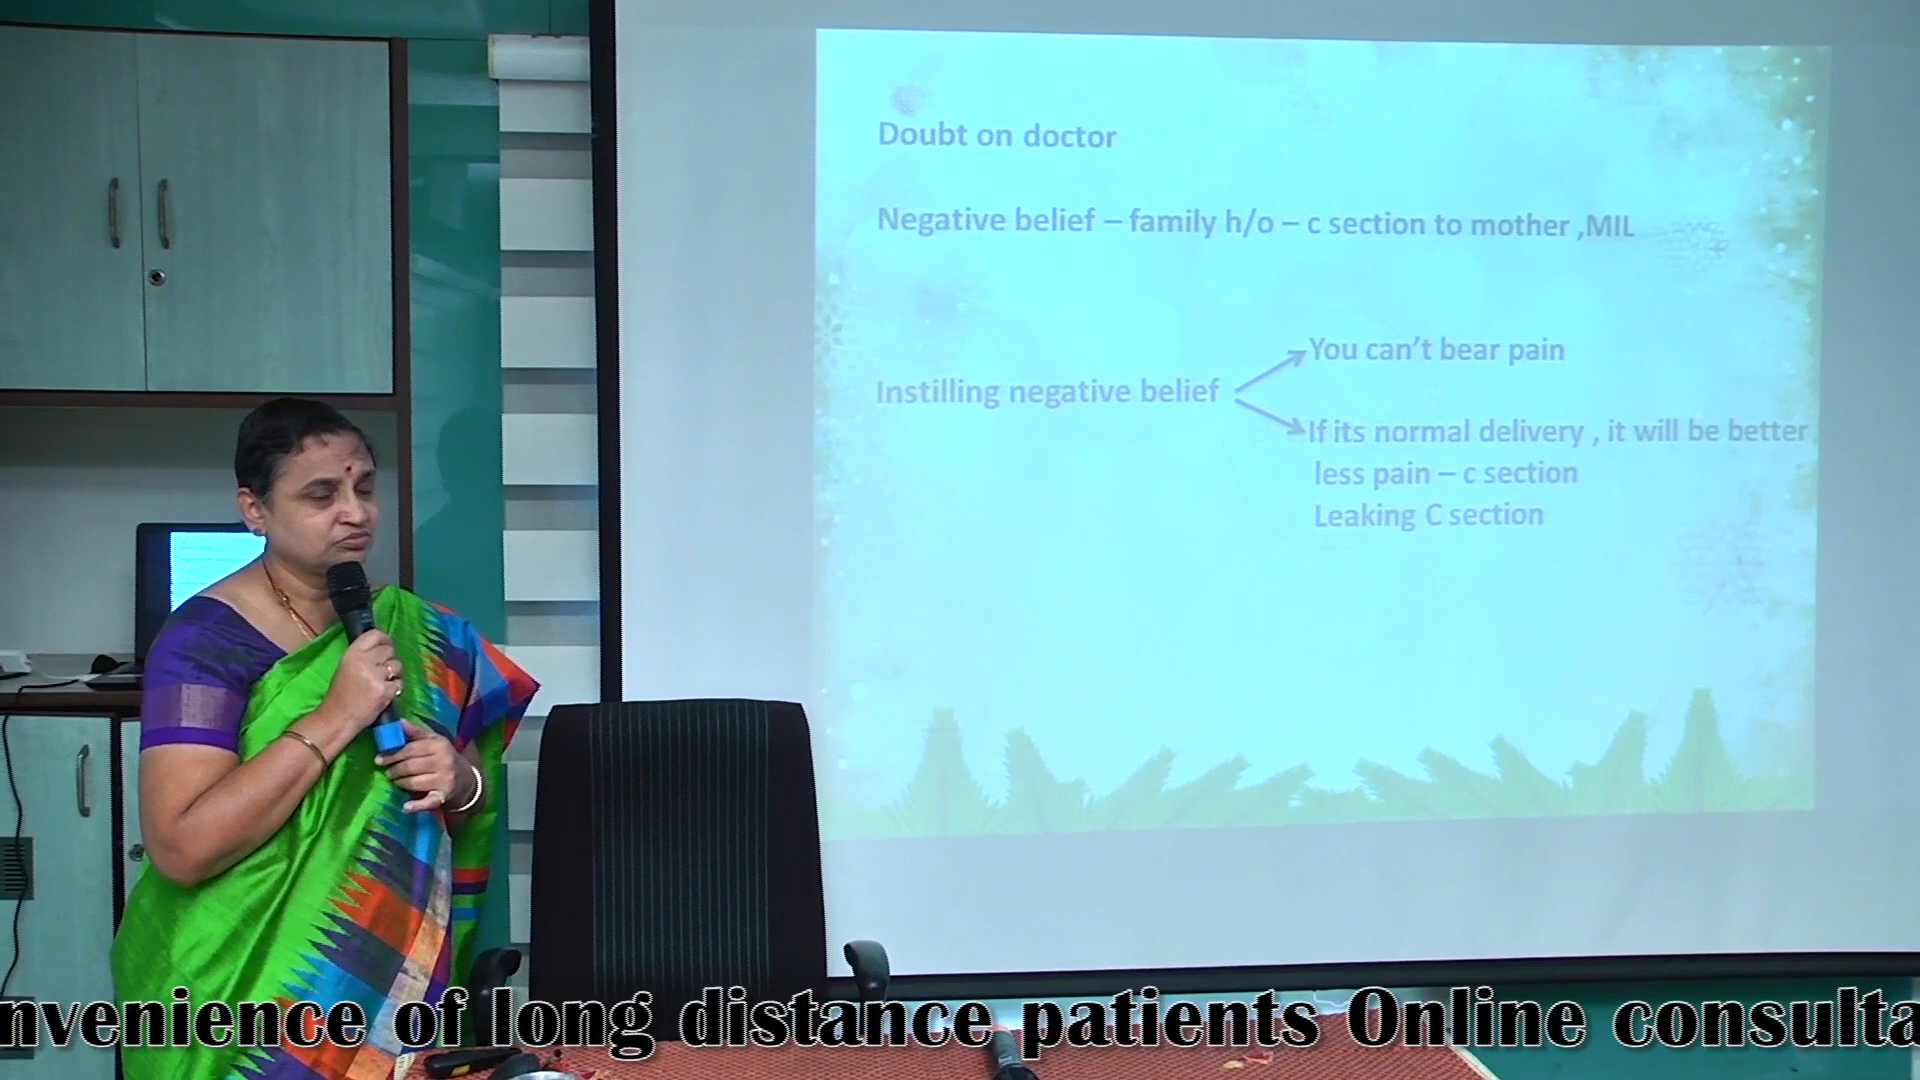 Doubt on doctor
Negative belief – family h/o – c section to mother ,MIL
You can't bear pain
Instilling negative belief
If its normal delivery , it will be better
less pain – c section
Leaking C section
nvenience of long distance patients Online consulta